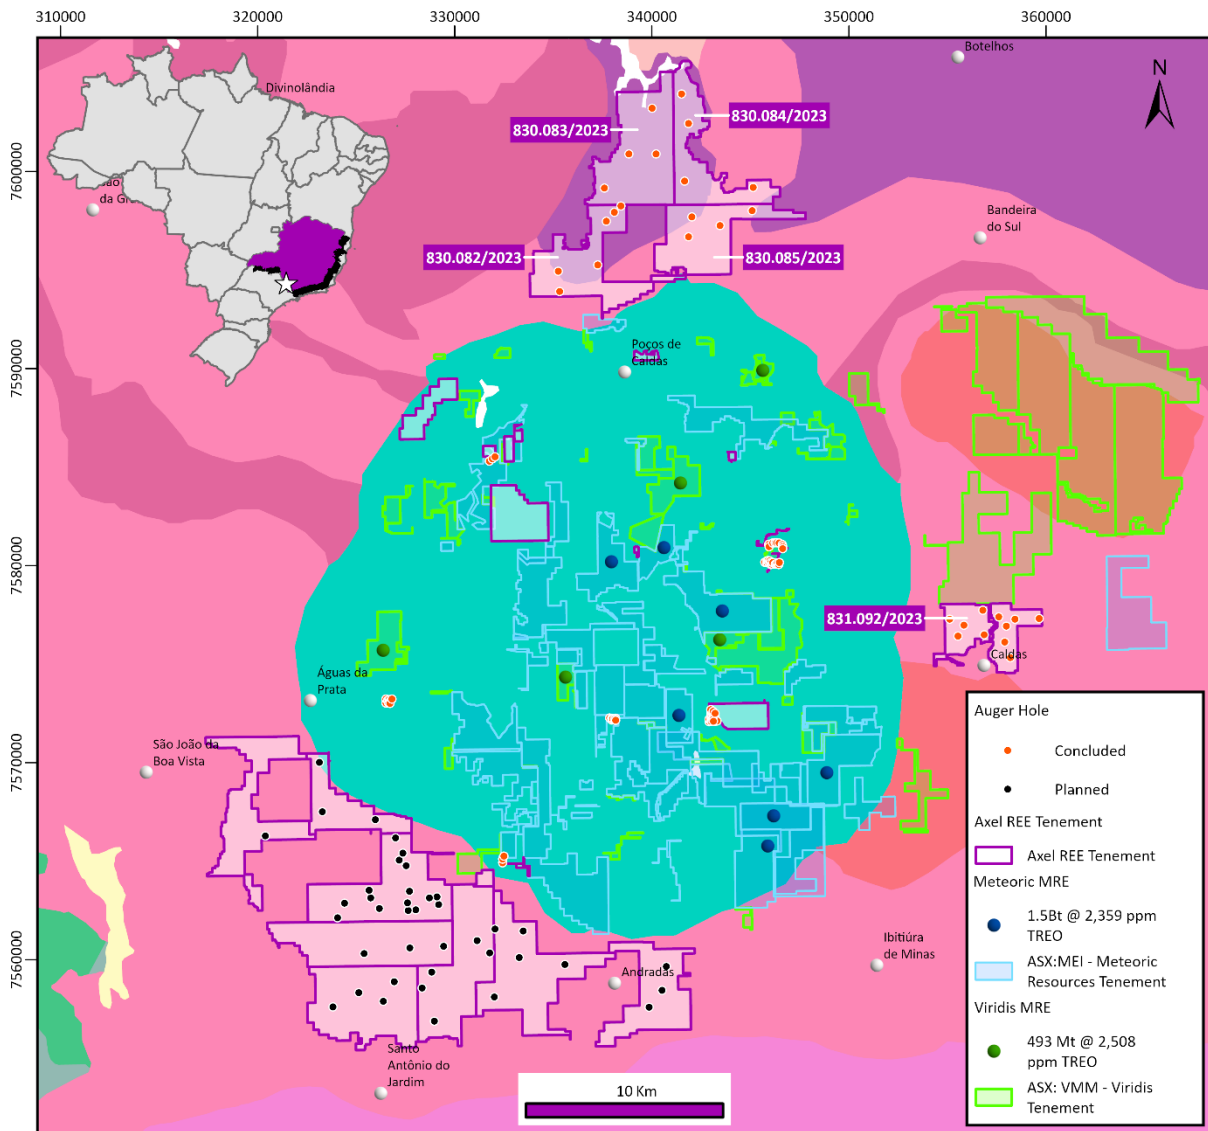 310000
320000
330000
340000
350000
360000
Botelhos
N
Divinolândia
830.083/2023
830.084/2023
7600000
da Gr
Bandeira
do Sul
830.082/2023
830.085/2023
7590000
Poços de
Caldas
7580000
831.092/2023
Caldas
Águas da
Prata
São João da
Boa Vista
7570000
Ibitiúra
de Minas
7560000
Andradas
Santo
Antônio do
Jardim
10 Km
Auger Hole
Concluded
Planned
Axel REE Tenement
Axel REE Tenement
Meteoric MRE
1.5Bt @ 2,359 ppm
TREO
ASX:MEI - Meteoric
Resources Tenement
Viridis MRE
493 Mt @ 2,508
ppm TREO
ASX: VMM - Viridis
Tenement